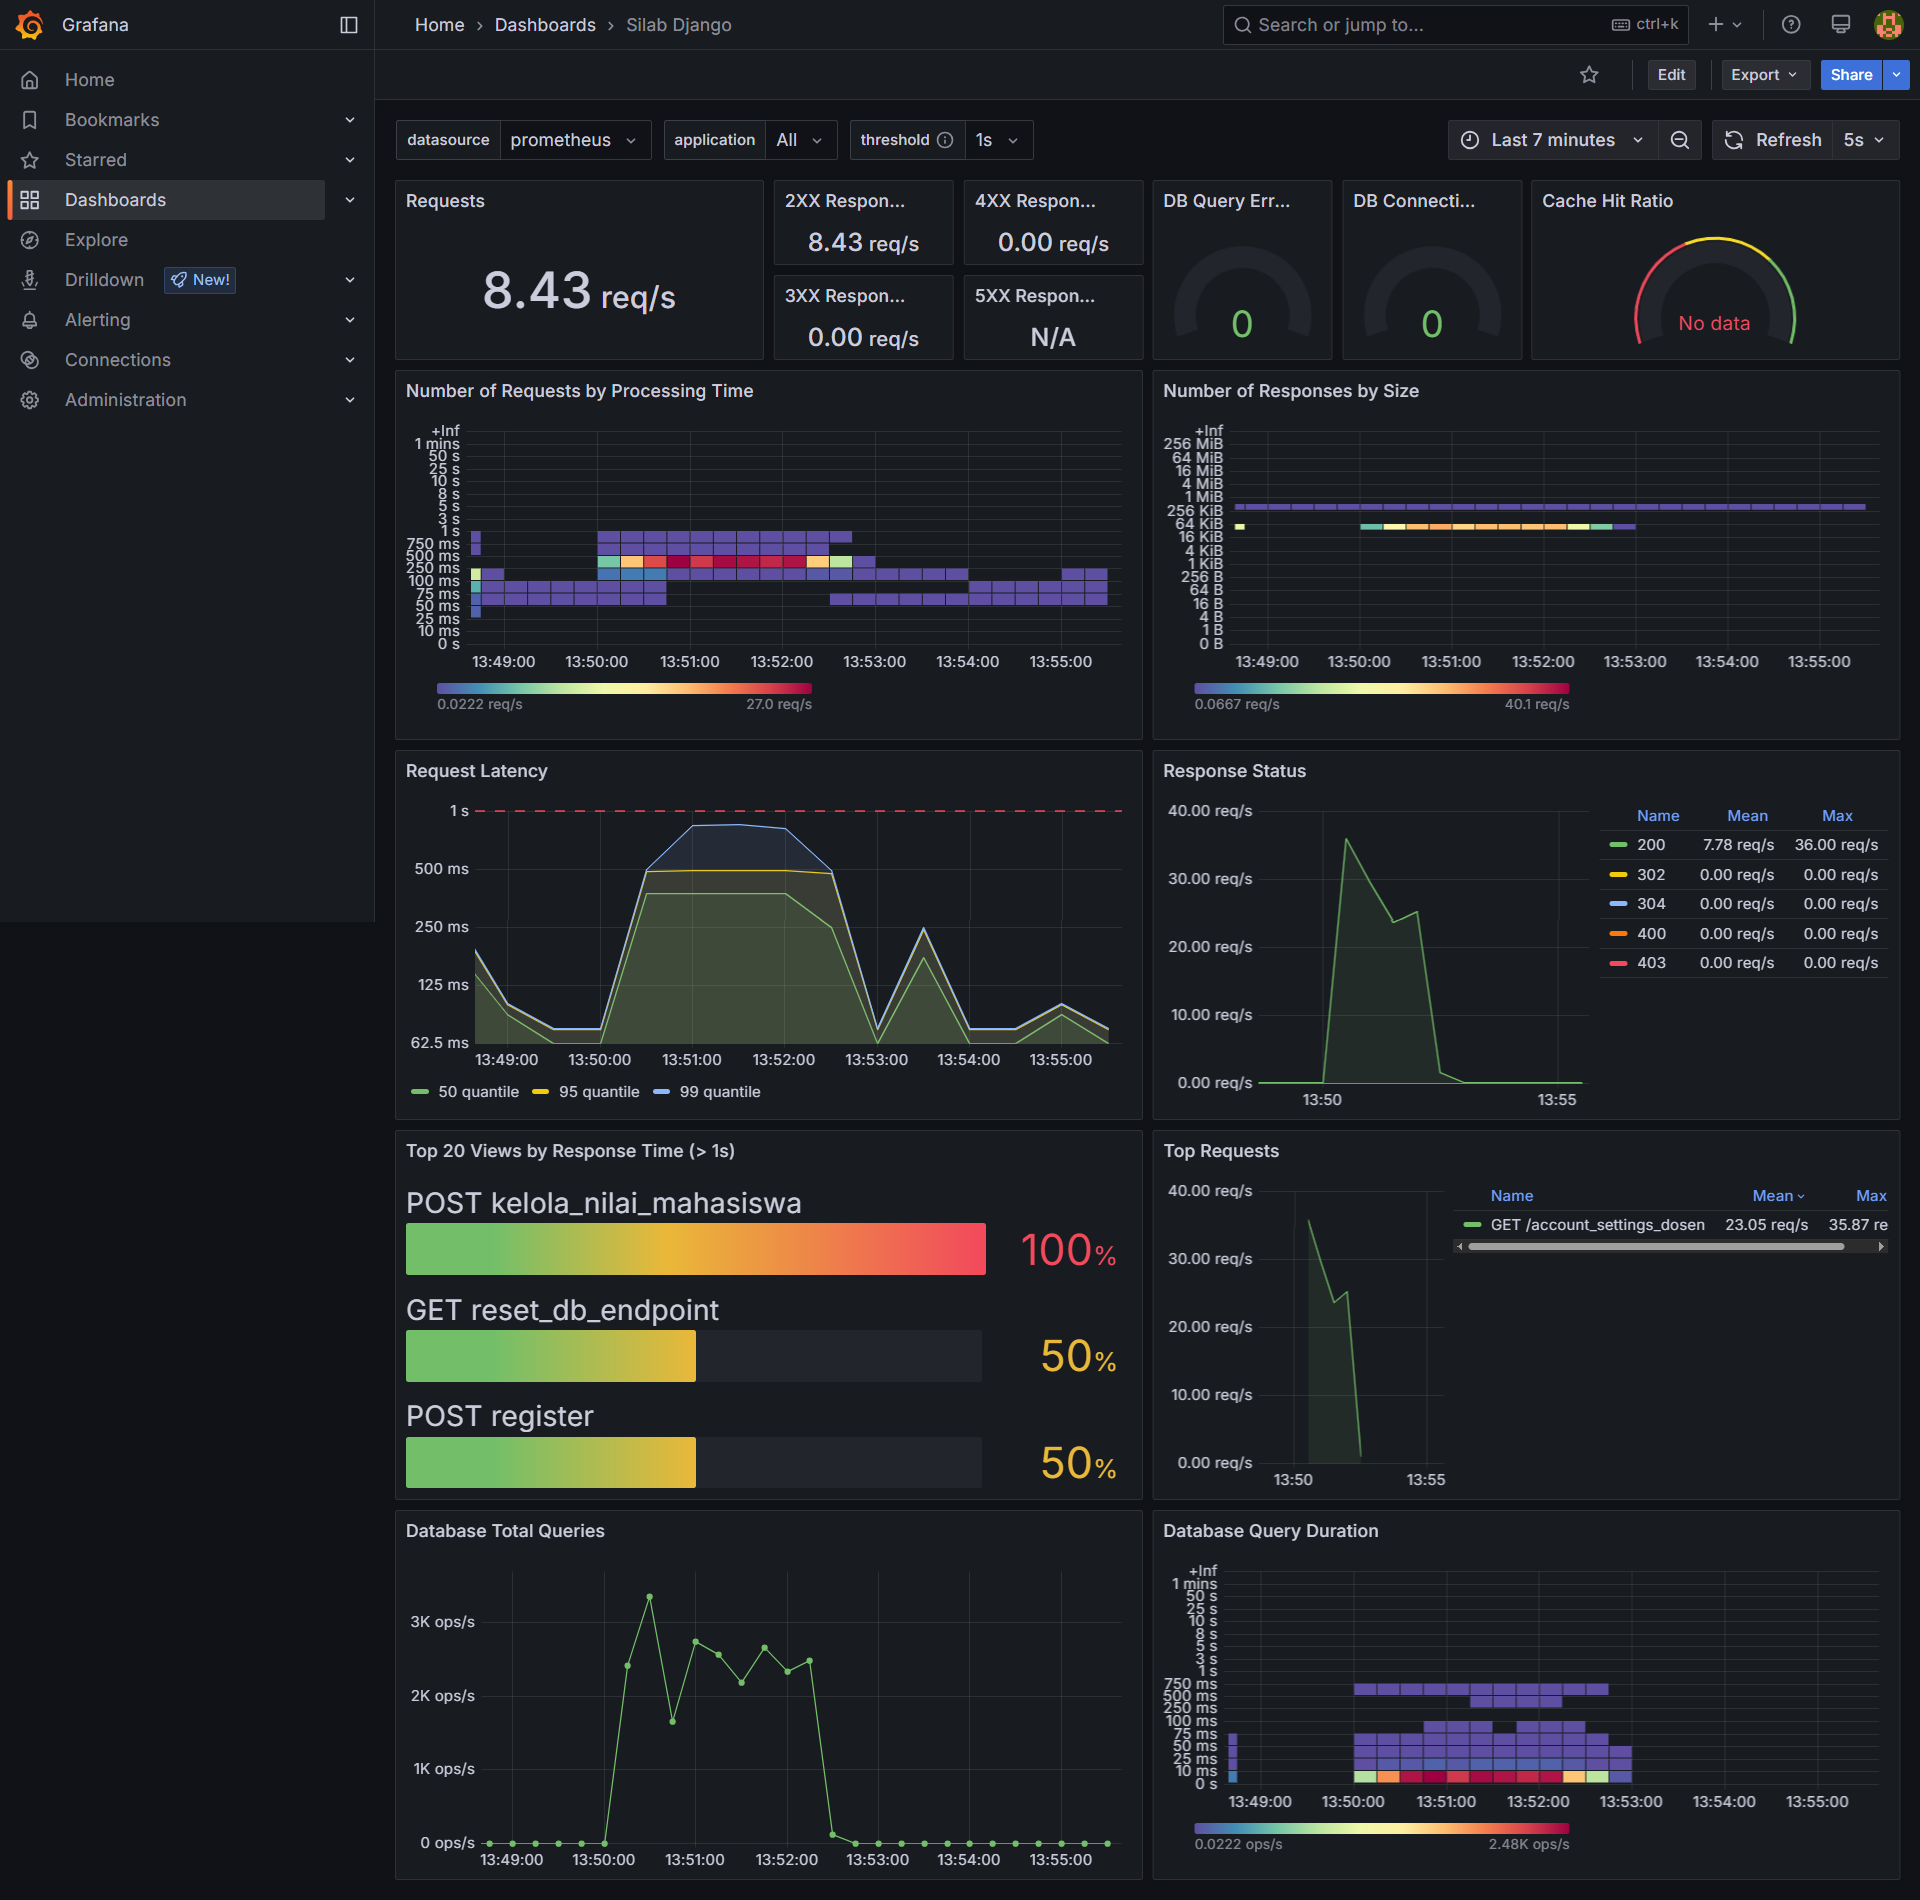 Grafana
Home › Dashboards › Silab Django
Search or jump to... ctrl+k
Home
Bookmarks
Starred
Dashboards
Explore
Drilldown New!
Alerting
Connections
Administration
Edit
Export
Share
datasource prometheus
application All
threshold 1s
Last 7 minutes
Refresh 5s
Requests
8.43 req/s
2XX Respon...
8.43 req/s
4XX Respon...
0.00 req/s
3XX Respon...
0.00 req/s
5XX Respon...
N/A
DB Query Err...
0
DB Connecti...
0
Cache Hit Ratio
No data
Number of Requests by Processing Time
+Inf
1 mins
50 s
25 s
10 s
8 s
5 s
3 s
1 s
750 ms
500 ms
250 ms
100 ms
75 ms
50 ms
25 ms
10 ms
0 s
13:49:00 13:50:00 13:51:00 13:52:00 13:53:00 13:54:00 13:55:00
0.0222 req/s 27.0 req/s
Number of Responses by Size
+Inf
256 MiB
64 MiB
16 MiB
4 MiB
1 MiB
256 KiB
64 KiB
16 KiB
4 KiB
1 KiB
256 B
64 B
16 B
4 B
1 B
0 B
13:49:00 13:50:00 13:51:00 13:52:00 13:53:00 13:54:00 13:55:00
0.0667 req/s 40.1 req/s
Request Latency
1 s
500 ms
250 ms
125 ms
62.5 ms
13:49:00 13:50:00 13:51:00 13:52:00 13:53:00 13:54:00 13:55:00
50 quantile 95 quantile 99 quantile
Response Status
40.00 req/s
30.00 req/s
20.00 req/s
10.00 req/s
0.00 req/s
13:50 13:55
Name Mean Max
200 7.78 req/s 36.00 req/s
302 0.00 req/s 0.00 req/s
304 0.00 req/s 0.00 req/s
400 0.00 req/s 0.00 req/s
403 0.00 req/s 0.00 req/s
Top 20 Views by Response Time (> 1s)
POST kelola_nilai_mahasiswa
100%
GET reset_db_endpoint
50%
POST register
50%
Top Requests
40.00 req/s
30.00 req/s
20.00 req/s
10.00 req/s
0.00 req/s
13:50 13:55
Name Mean Max
GET /account_settings_dosen 23.05 req/s 35.87 re
Database Total Queries
3K ops/s
2K ops/s
1K ops/s
0 ops/s
13:49:00 13:50:00 13:51:00 13:52:00 13:53:00 13:54:00 13:55:00
Database Query Duration
+Inf
1 mins
50 s
25 s
10 s
8 s
5 s
3 s
1 s
750 ms
500 ms
250 ms
100 ms
75 ms
50 ms
25 ms
10 ms
0 s
13:49:00 13:50:00 13:51:00 13:52:00 13:53:00 13:54:00 13:55:00
0.0222 ops/s 2.48K ops/s